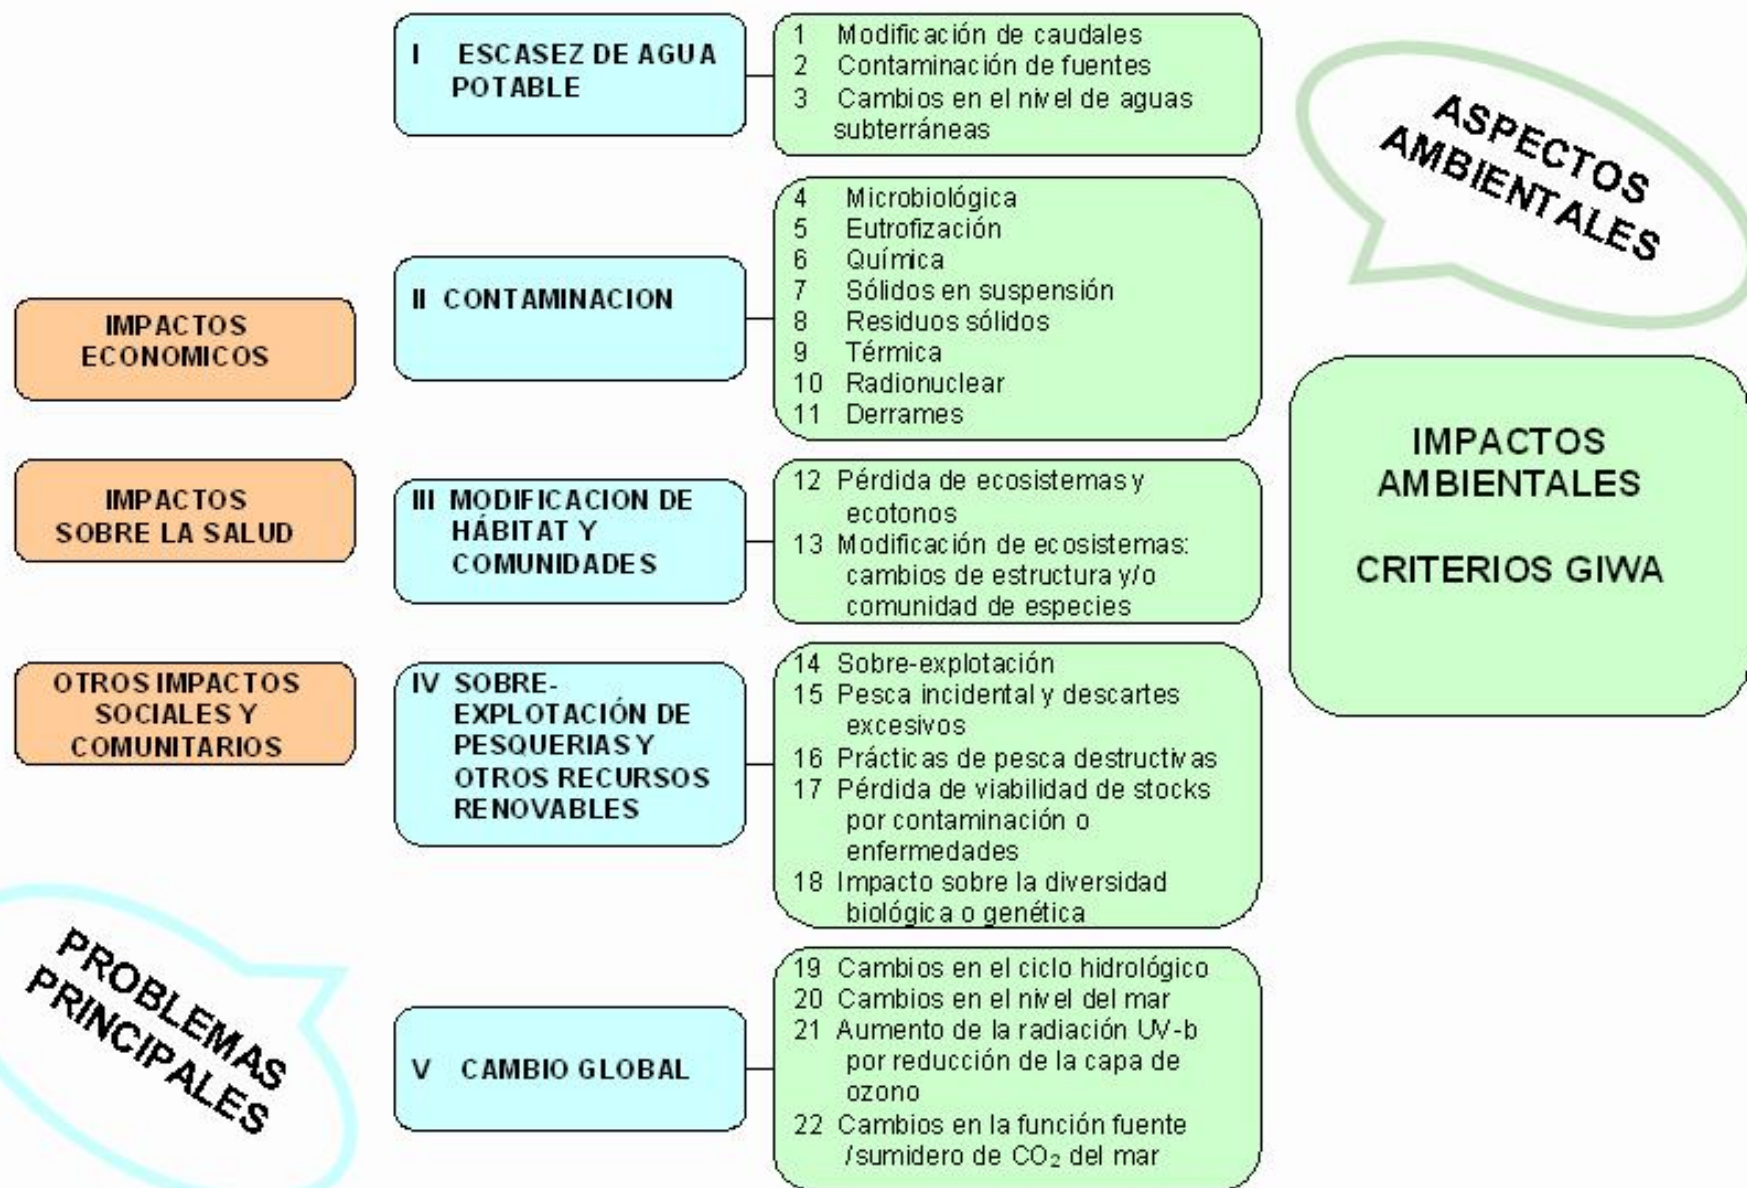 IMPACTOS
ECONOMICOS
IMPACTOS
SOBRE LA SALUD
OTROS IMPACTOS
SOCIALES Y
COMUNITARIOS
PROBLEMAS
PRINCIPALES
I ESCASEZ DE AGUA
POTABLE
1 Modificación de caudales
2 Contaminación de fuentes
3 Cambios en el nivel de aguas
subterráneas
II CONTAMINACION
4 Microbiológica
5 Eutrofización
6 Química
7 Sólidos en suspensión
8 Residuos sólidos
9 Térmica
10 Radionuclear
11 Derrames
III MODIFICACION DE
HÁBITAT Y
COMUNIDADES
12 Pérdida de ecosistemas y
ecotonos
13 Modificación de ecosistemas:
cambios de estructura y/o
comunidad de especies
IV SOBRE-
EXPLOTACIÓN DE
PESQUERIAS Y
OTROS RECURSOS
RENOVABLES
14 Sobre-explotación
15 Pesca incidental y descartes
excesivos
16 Prácticas de pesca destructivas
17 Pérdida de viabilidad de stocks
por contaminación o
enfermedades
18 Impacto sobre la diversidad
biológica o genética
V CAMBIO GLOBAL
19 Cambios en el ciclo hidrológico
20 Cambios en el nivel del mar
21 Aumento de la radiación UV-b
por reducción de la capa de
ozono
22 Cambios en la función fuente
/sumidero de CO₂ del mar
ASPECTOS
AMBIENTALES
IMPACTOS
AMBIENTALES
CRITERIOS GIWA